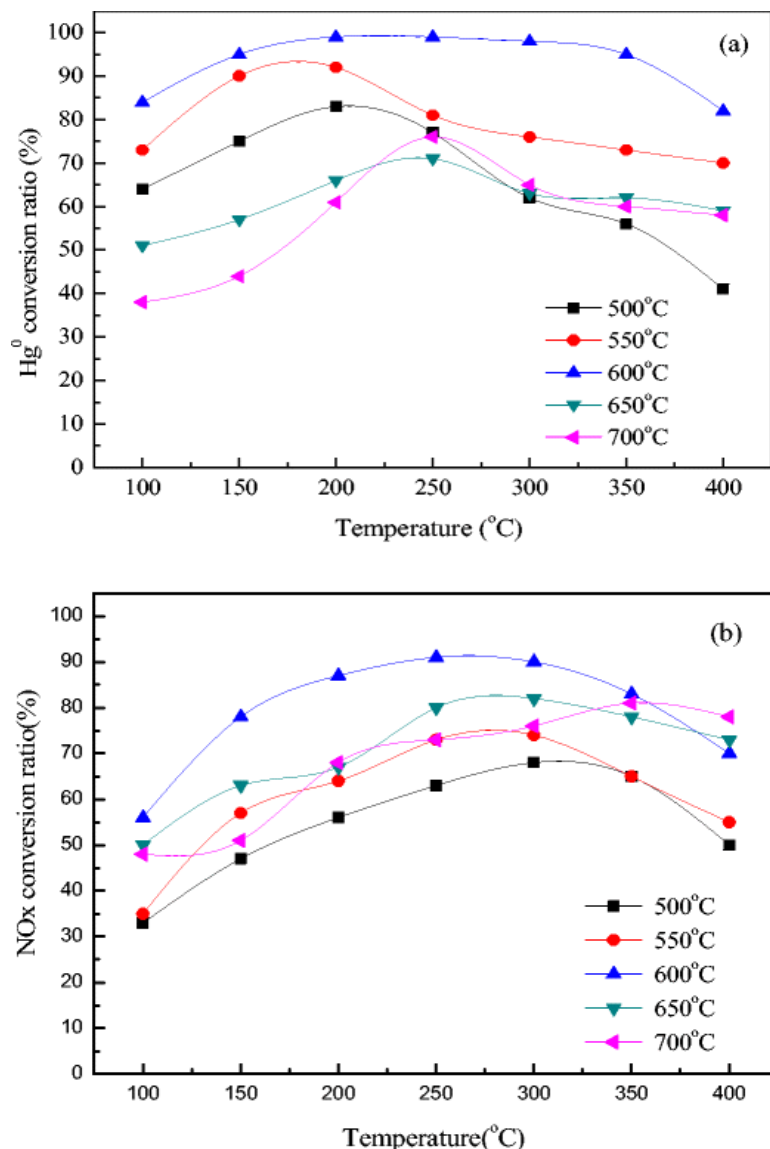 (a)
100
90
80
70
60
50
40
30
20
10
0
Hg⁰ conversion ratio (%)
500°C
550°C
600°C
650°C
700°C
100 150 200 250 300 350 400
Temperature (°C)
(b)
100
90
80
70
60
50
40
30
20
10
0
NOx conversion ratio(%)
500°C
550°C
600°C
650°C
700°C
100 150 200 250 300 350 400
Temperature(°C)